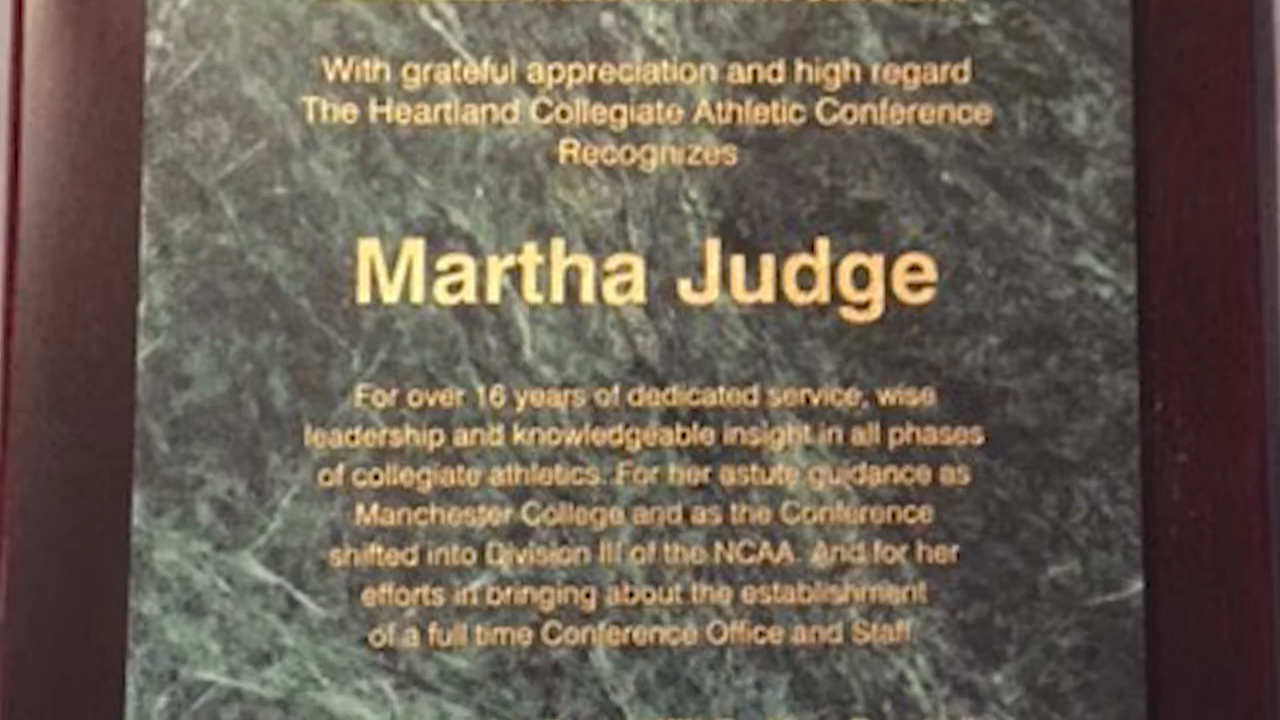 With grateful appreciation and high regard
The Heartland Collegiate Athletic Conference
Recognizes
Martha Judge
For over 16 years of dedicated service, wise
leadership and knowledgeable insight in all phases
of collegiate athletics. For her astute guidance as
Manchester College and as the Conference
shifted into Division III of the NCAA. And for her
efforts in bringing about the establishment
of a full time Conference Office and Staff.